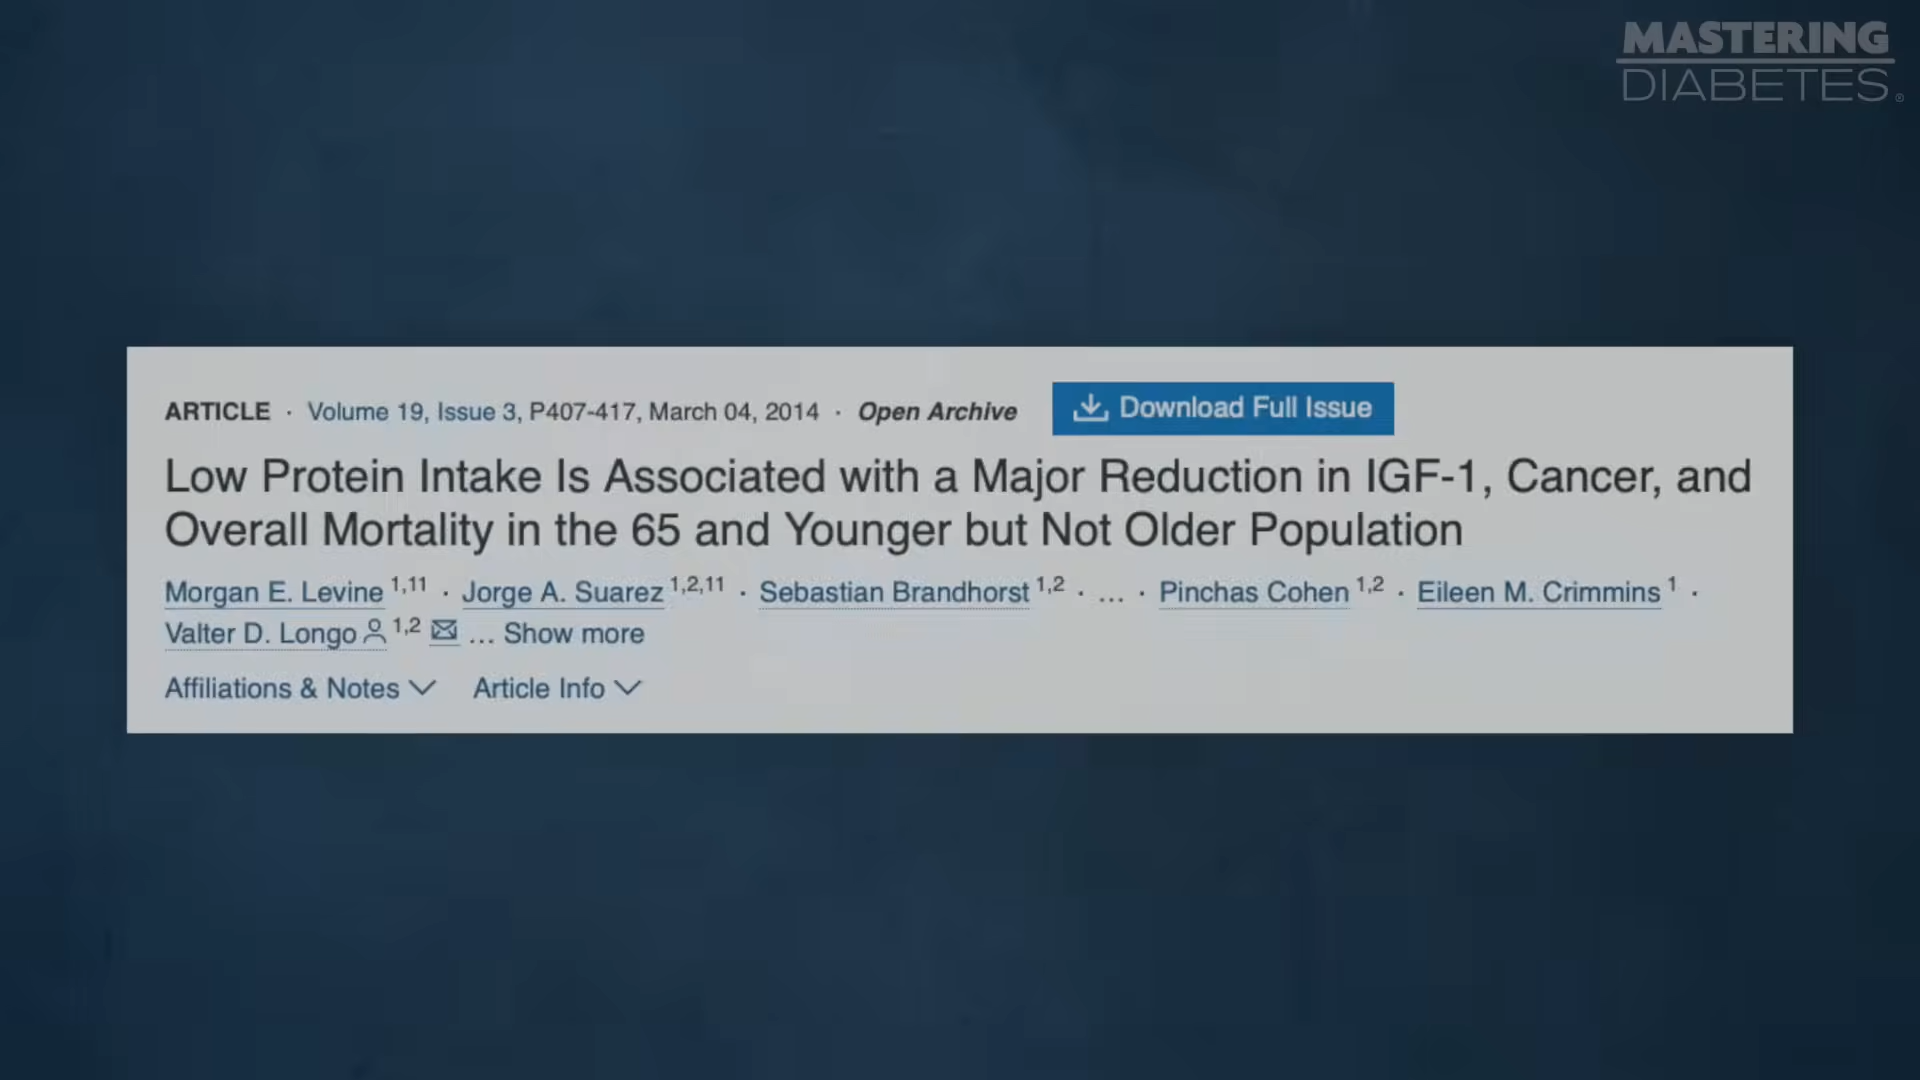 MASTERING
DIABETES®
ARTICLE · Volume 19, Issue 3, P407-417, March 04, 2014 · Open Archive Download Full Issue
Low Protein Intake Is Associated with a Major Reduction in IGF-1, Cancer, and
Overall Mortality in the 65 and Younger but Not Older Population
Morgan E. Levine 1,11 · Jorge A. Suarez 1,2,11 · Sebastian Brandhorst 1,2 · ... · Pinchas Cohen 1,2 · Eileen M. Crimmins 1 ·
Valter D. Longo 1,2 ... Show more
Affiliations & Notes Article Info